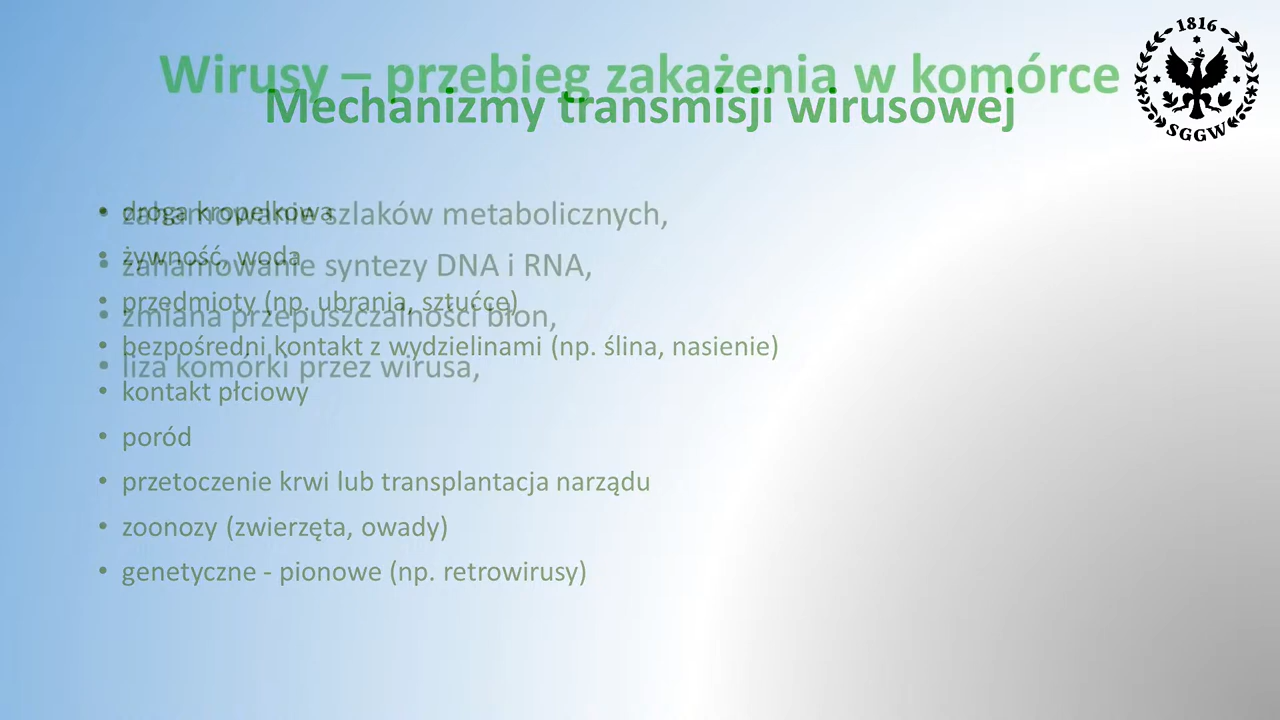 1816
SGGW
Wirusy – przebieg zakażenia w komórce
Mechanizmy transmisji wirusowej
• droga kropelkowa
• zahamowanie szlaków metabolicznych,
• żywność, woda
• zahamowanie syntezy DNA i RNA,
• przedmioty (np. ubrania, sztućce)
• zmiana przepuszczalności błon,
• bezpośredni kontakt z wydzielinami (np. ślina, nasienie)
• liza komórki przez wirusa,
• kontakt płciowy
• poród
• przetoczenie krwi lub transplantacja narządu
• zoonozy (zwierzęta, owady)
• genetyczne - pionowe (np. retrowirusy)